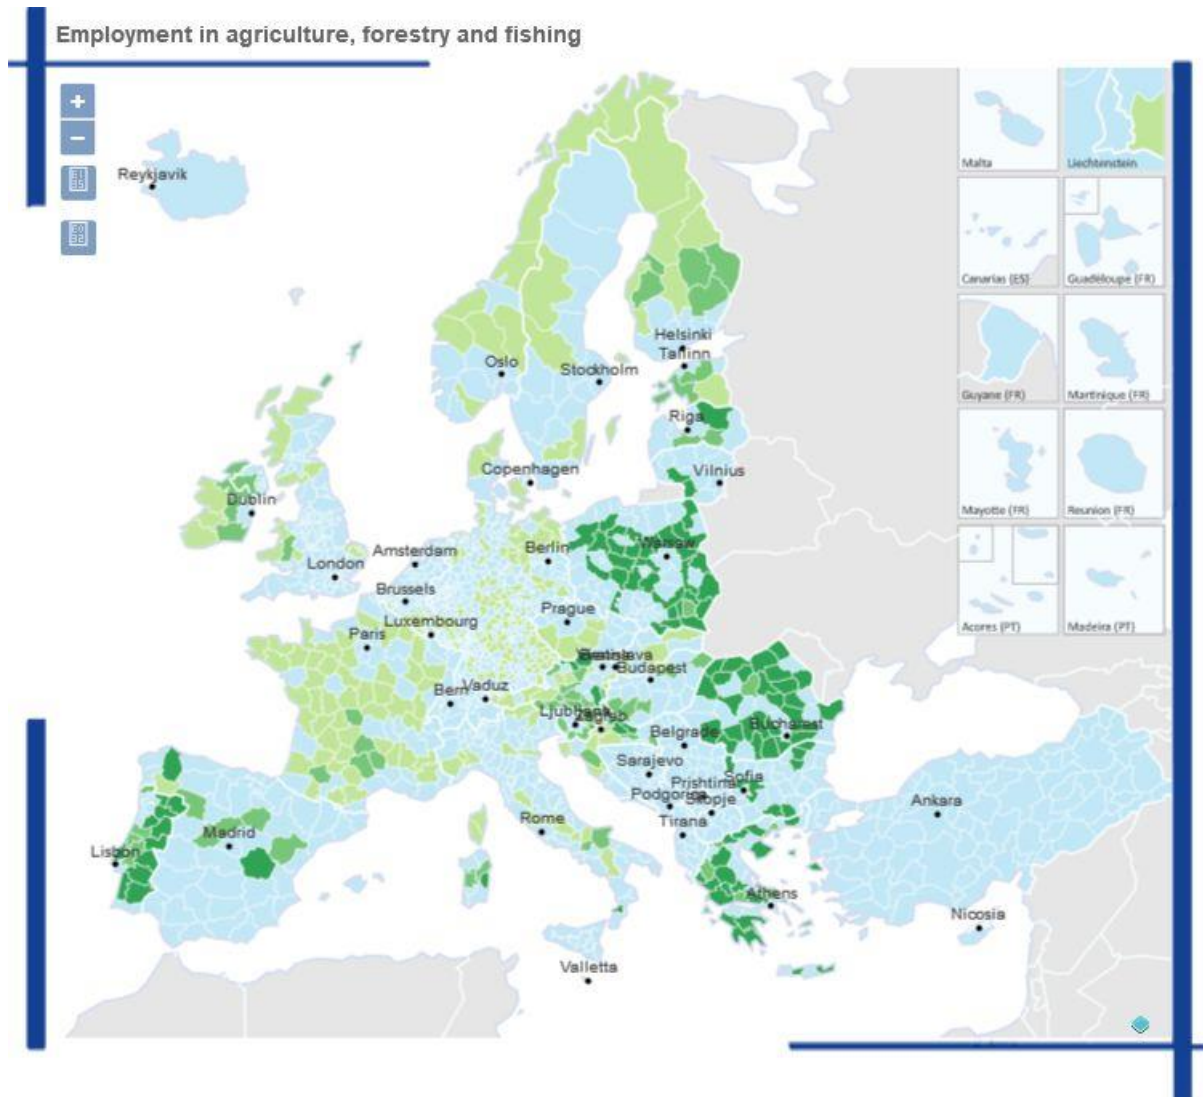 Employment in agriculture, forestry and fishing
+
−
Reykjavik
Malta
Liechtenstein
Canarias (ES)
Guadeloupe (FR)
Helsinki
Tallinn
Oslo
Stockholm
Guyane (FR)
Martinique (FR)
Riga
Copenhagen
Vilnius
Dublin
Mayotte (FR)
Reunion (FR)
Amsterdam
Berlin
Warsaw
London
Brussels
Prague
Luxembourg
Paris
Acores (PT)
Madeira (PT)
Bratislava
Budapest
Bern
Vaduz
Ljubljana
Zagreb
Bucharest
Belgrade
Sarajevo
Sofia
Prishtina
Podgorica
Skopje
Ankara
Rome
Tirana
Madrid
Lisbon
Athens
Nicosia
Valletta